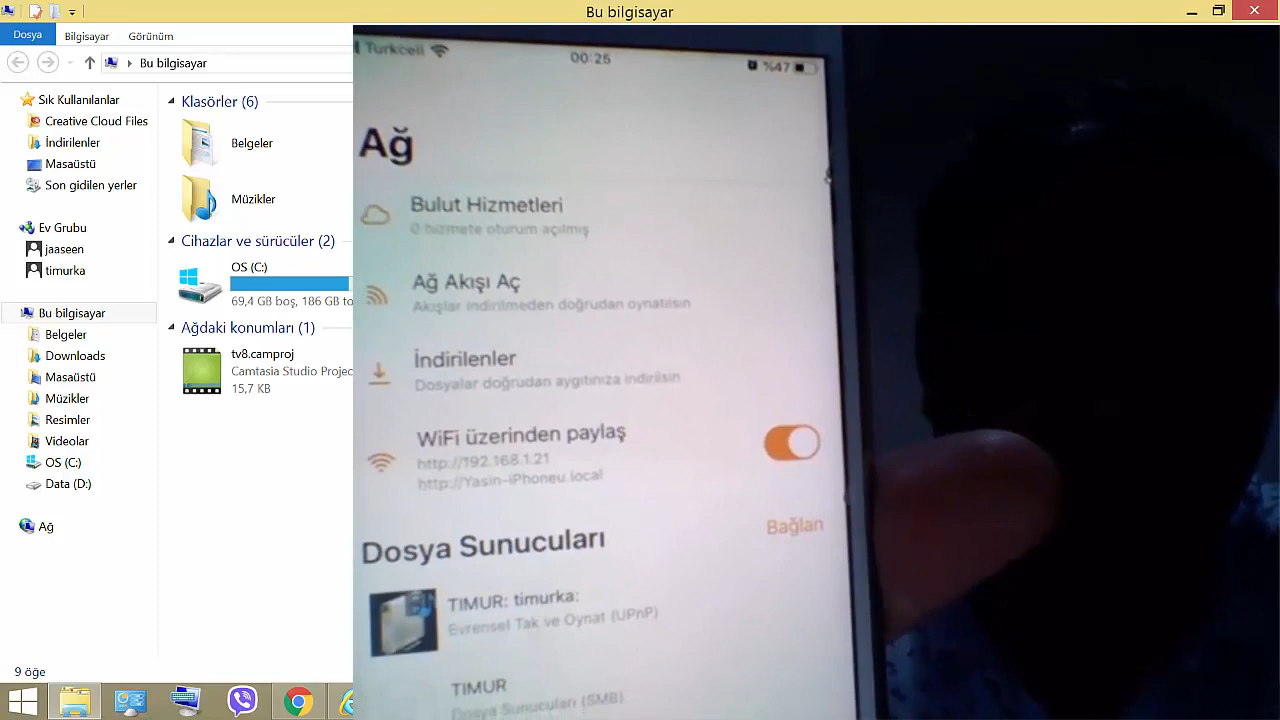 Bu bilgisayar
Dosya
Bilgisayar
Görünüm
Bu bilgisayar
Sık Kullanılanlar
Creative Cloud Files
İndirilenler
Masaüstü
Son gidilen yerler
Ev Grubu
jaaseen
timurka
Bu bilgisayar
Belgeler
Downloads
Masaüstü
Müzikler
Resimler
Videolar
OS (C:)
Data (D:)
Ağ
9 öğe
Klasörler (6)
Belgeler
Müzikler
Cihazlar ve sürücüler (2)
OS (C:)
69,4 GB boş, 186 GB to
Ağdaki konumları (1)
tv8.camproj
Camtasia Studio Projec
15,7 KB
Turkcell
00:25
%47
Ağ
Bulut Hizmetleri
0 hizmete oturum açılmış
Ağ Akışı Aç
Akışlar indirilmeden doğrudan oynatılsın
İndirilenler
Dosyalar doğrudan aygıtınıza indirilsin
WiFi üzerinden paylaş
http://192.168.1.21
http://Yasin-iPhoneu.local
Dosya Sunucuları
Bağlan
TIMUR: timurka:
Evrensel Tak ve Oynat (UPnP)
TIMUR
Dosya Sunucuları (SMB)